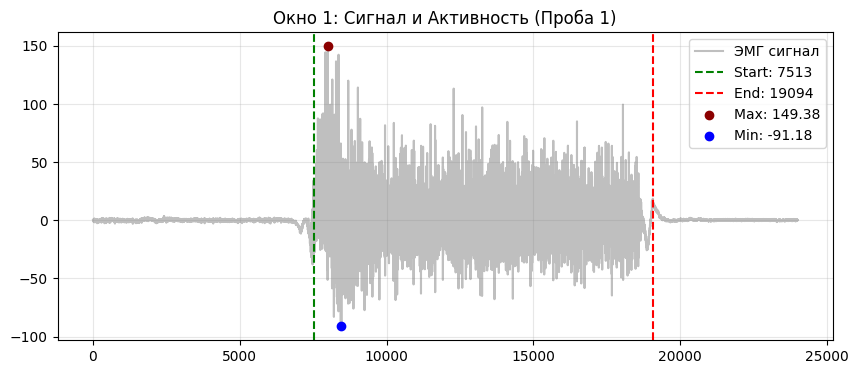 Окно 1: Сигнал и Активность (Проба 1)
150
100
50
0
−50
−100
0
5000
10000
15000
20000
25000
ЭМГ сигнал
Start: 7513
End: 19094
Max: 149.38
Min: -91.18